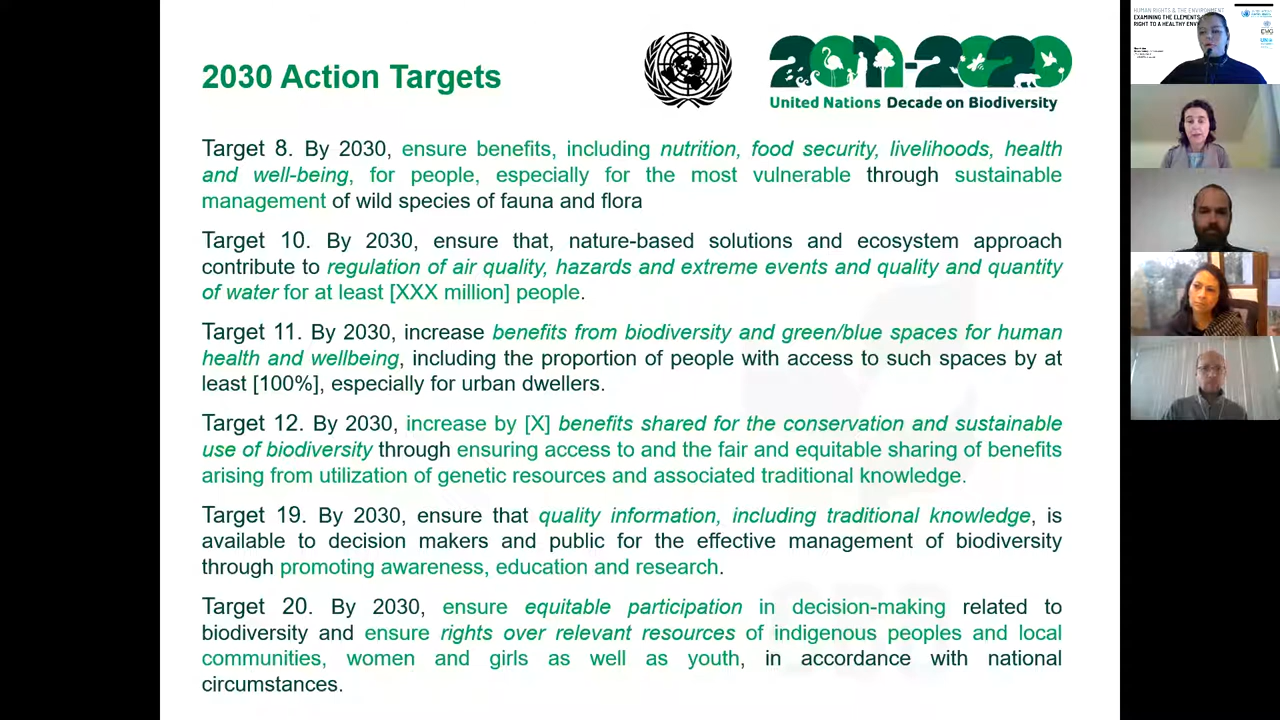 2030 Action Targets
2011-2020
United Nations Decade on Biodiversity
Target 8. By 2030, ensure benefits, including nutrition, food security, livelihoods, health
and well-being, for people, especially for the most vulnerable through sustainable
management of wild species of fauna and flora
Target 10. By 2030, ensure that, nature-based solutions and ecosystem approach
contribute to regulation of air quality, hazards and extreme events and quality and quantity
of water for at least [XXX million] people.
Target 11. By 2030, increase benefits from biodiversity and green/blue spaces for human
health and wellbeing, including the proportion of people with access to such spaces by at
least [100%], especially for urban dwellers.
Target 12. By 2030, increase by [X] benefits shared for the conservation and sustainable
use of biodiversity through ensuring access to and the fair and equitable sharing of benefits
arising from utilization of genetic resources and associated traditional knowledge.
Target 19. By 2030, ensure that quality information, including traditional knowledge, is
available to decision makers and public for the effective management of biodiversity
through promoting awareness, education and research.
Target 20. By 2030, ensure equitable participation in decision-making related to
biodiversity and ensure rights over relevant resources of indigenous peoples and local
communities, women and girls as well as youth, in accordance with national
circumstances.
HUMAN RIGHTS & THE ENVIRONMENT
EXAMINING THE ELEMENTS
RIGHT TO A HEALTHY
EMG